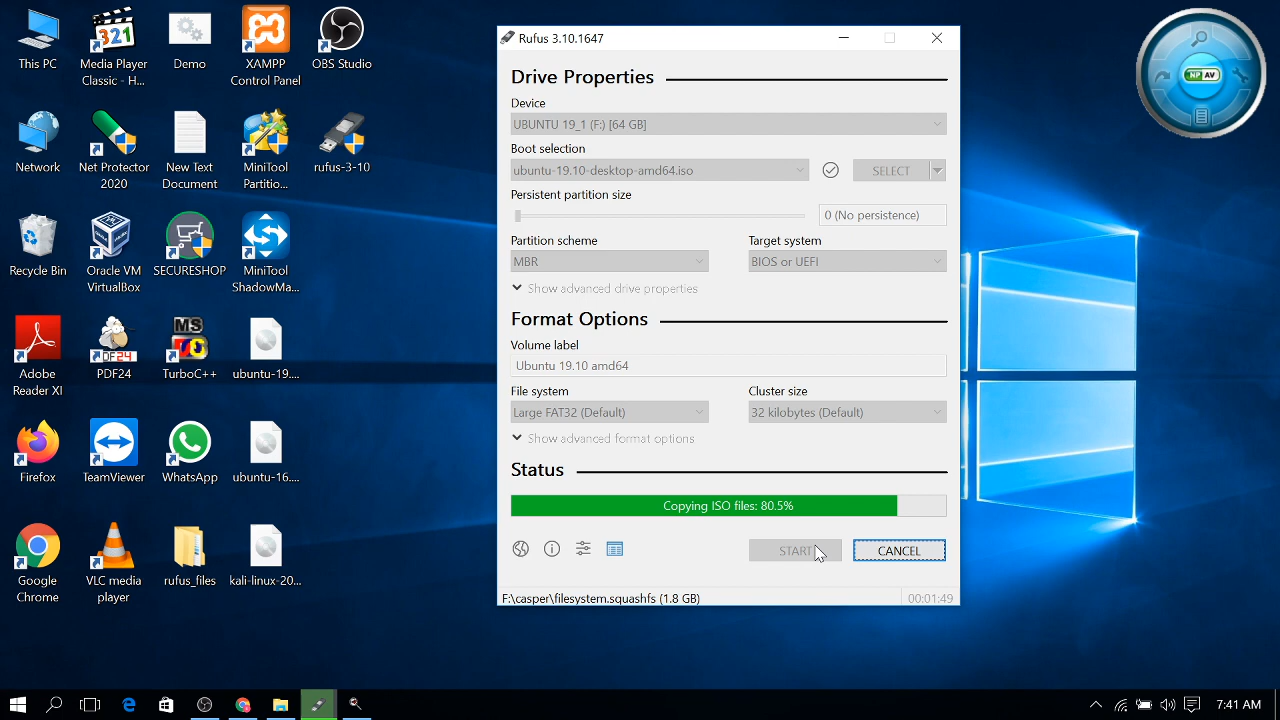 This PC
Media Player
Classic - H...
Demo
XAMPP
Control Panel
OBS Studio
Network
Net Protector
2020
New Text
Document
MiniTool
Partitio...
rufus-3-10
Recycle Bin
Oracle VM
VirtualBox
SECURESHOP
MiniTool
ShadowMa...
Adobe
Reader XI
PDF24
TurboC++
ubuntu-19....
Firefox
TeamViewer
WhatsApp
ubuntu-16....
Google
Chrome
VLC media
player
rufus_files
kali-linux-20...
321
DF24
MS
NP AV
Rufus 3.10.1647
Drive Properties
Device
UBUNTU 19_1 (F:) [64 GB]
Boot selection
ubuntu-19.10-desktop-amd64.iso
SELECT
Persistent partition size
0 (No persistence)
Partition scheme
Target system
MBR
BIOS or UEFI
Show advanced drive properties
Format Options
Volume label
Ubuntu 19.10 amd64
File system
Cluster size
Large FAT32 (Default)
32 kilobytes (Default)
Show advanced format options
Status
Copying ISO files: 80.5%
START
CANCEL
F:\casper\filesystem.squashfs (1.8 GB)
00:01:49
7:41 AM